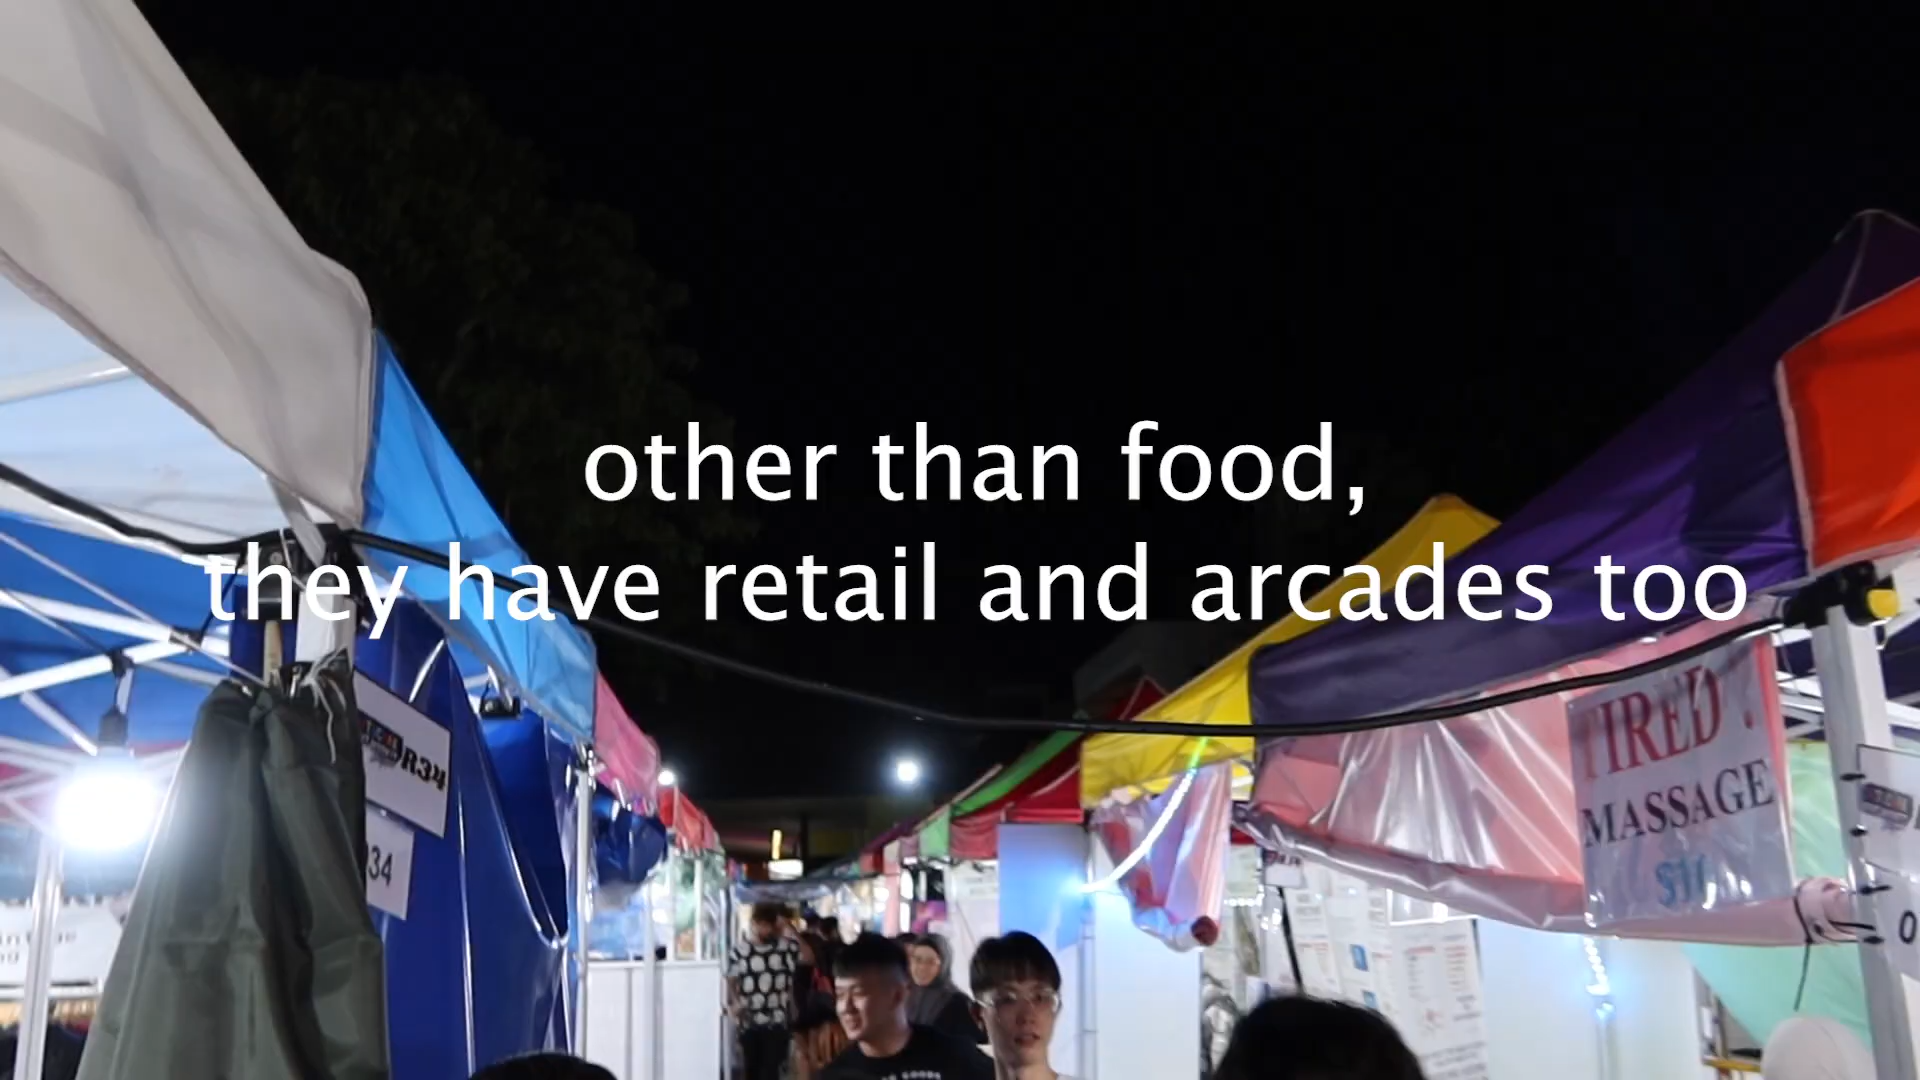 other than food,
they have retail and arcades too
R34
34
TIRED ?
MASSAGE